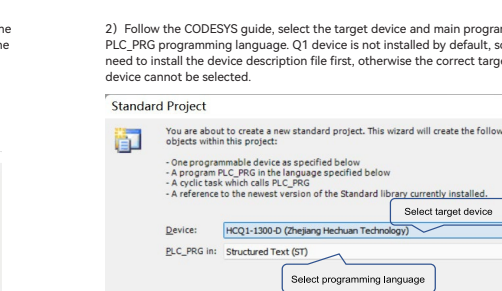 ne
ne
2) Follow the CODESYS guide, select the target device and main program
PLC_PRG programming language. Q1 device is not installed by default, so
need to install the device description file first, otherwise the correct targe
device cannot be selected.
Standard Project
You are about to create a new standard project. This wizard will create the follow
objects within this project:
- One programmable device as specified below
- A program PLC_PRG in the language specified below
- A cyclic task which calls PLC_PRG
- A reference to the newest version of the Standard library currently installed.
Select target device
Device: HCQ1-1300-D (Zhejiang Hechuan Technology)
PLC_PRG in: Structured Text (ST)
Select programming language